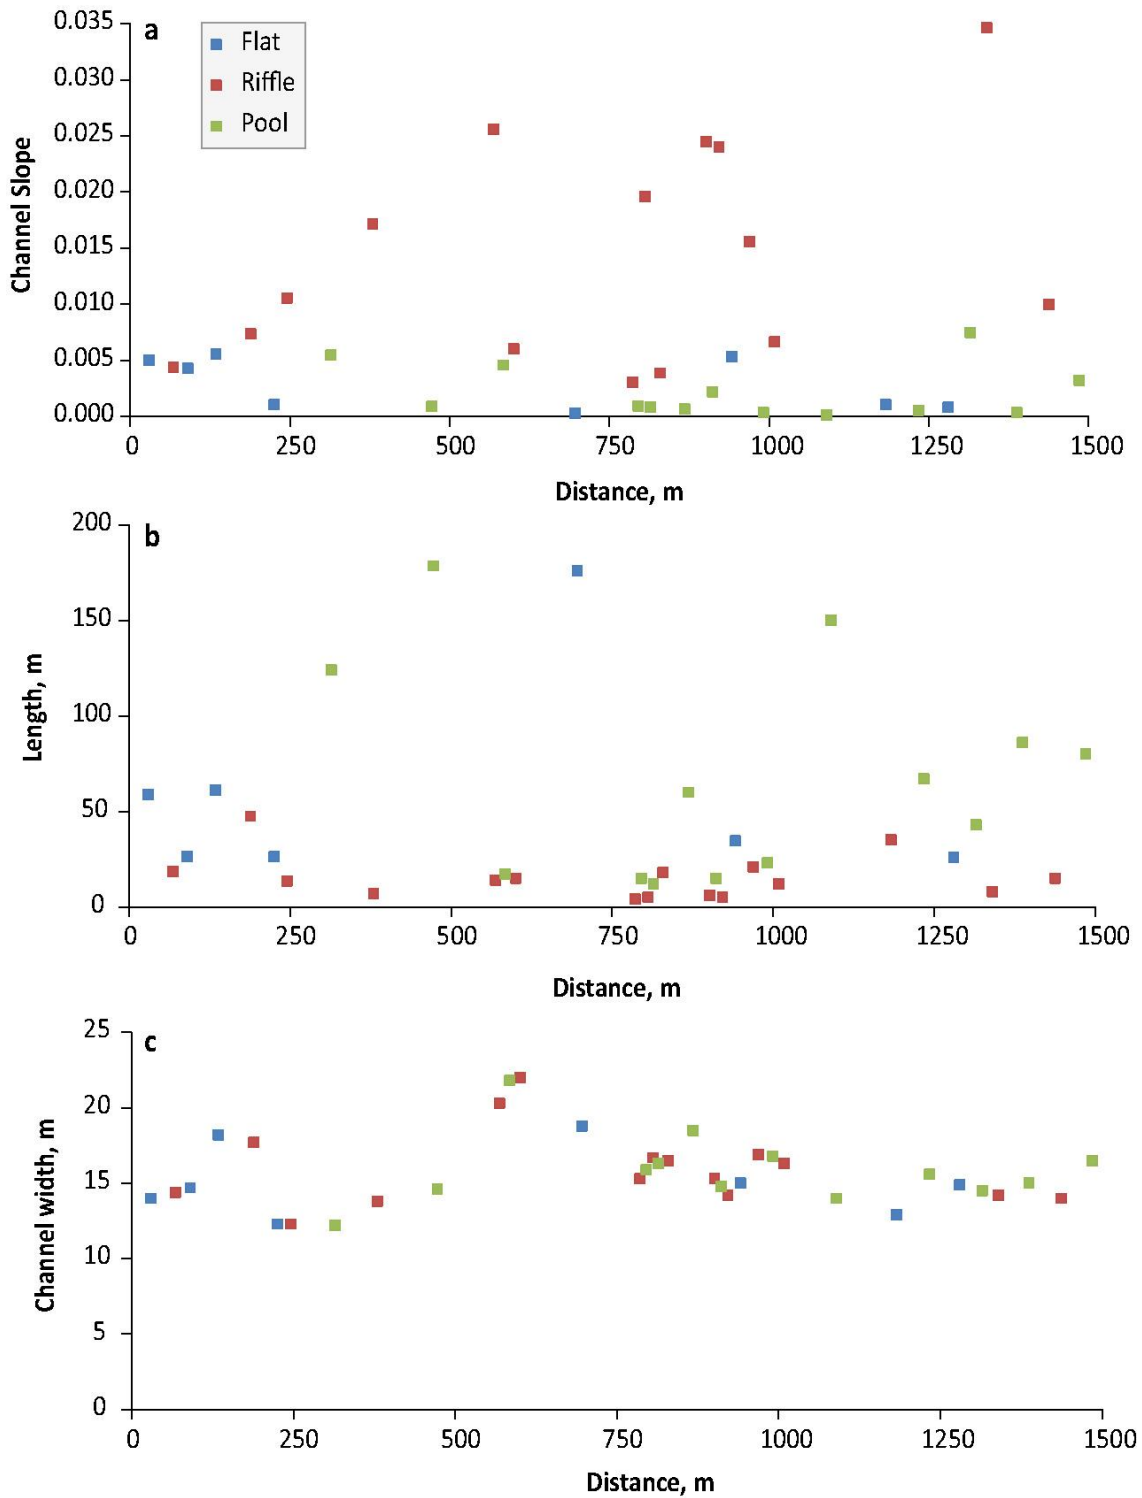 a
Flat
Riffle
Pool
0.035
0.030
0.025
0.020
0.015
0.010
0.005
0.000
Channel Slope
0 250 500 750 1000 1250 1500
Distance, m
b
200
150
100
50
0
Length, m
0 250 500 750 1000 1250 1500
Distance, m
c
25
20
15
10
5
0
Channel width, m
0 250 500 750 1000 1250 1500
Distance, m